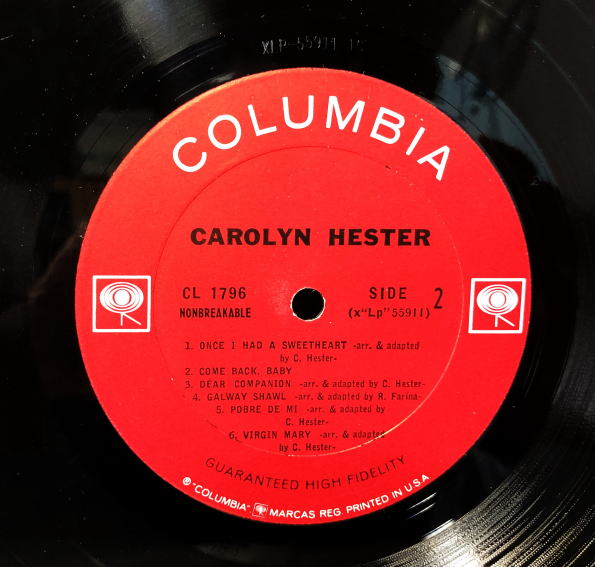 XLP-55911
COLUMBIA
CAROLYN HESTER
CL 1796
NONBREAKABLE
SIDE 2
(x"Lp"55911)
1. ONCE I HAD A SWEETHEART -arr. & adapted
by C. Hester-
2. COME BACK, BABY
3. DEAR COMPANION -arr. & adapted by C. Hester-
4. GALWAY SHAWL -arr. & adapted by R. Farina-
5. POBRE DE MI -arr. & adapted by
C. Hester-
6. VIRGIN MARY -arr. & adapted
by C. Hester-
GUARANTEED HIGH FIDELITY
® "COLUMBIA" MARCAS REG. PRINTED IN U.S.A.